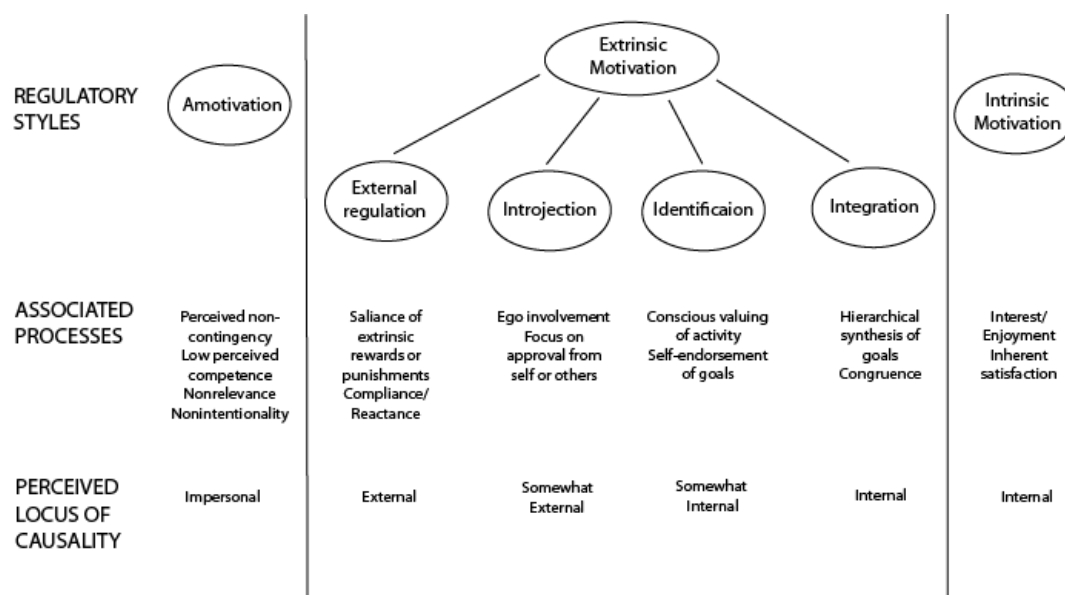 REGULATORY
STYLES
Amotivation
Extrinsic
Motivation
Intrinsic
Motivation
External
regulation
Introjection
Identificaion
Integration
ASSOCIATED
PROCESSES
Perceived non-
contingency
Low perceived
competence
Nonrelevance
Nonintentionality
Saliance of
extrinsic
rewards or
punishments
Compliance/
Reactance
Ego involvement
Focus on
approval from
self or others
Conscious valuing
of activity
Self-endorsement
of goals
Hierarchical
synthesis of
goals
Congruence
Interest/
Enjoyment
Inherent
satisfaction
PERCEIVED
LOCUS OF
CAUSALITY
Impersonal
External
Somewhat
External
Somewhat
Internal
Internal
Internal